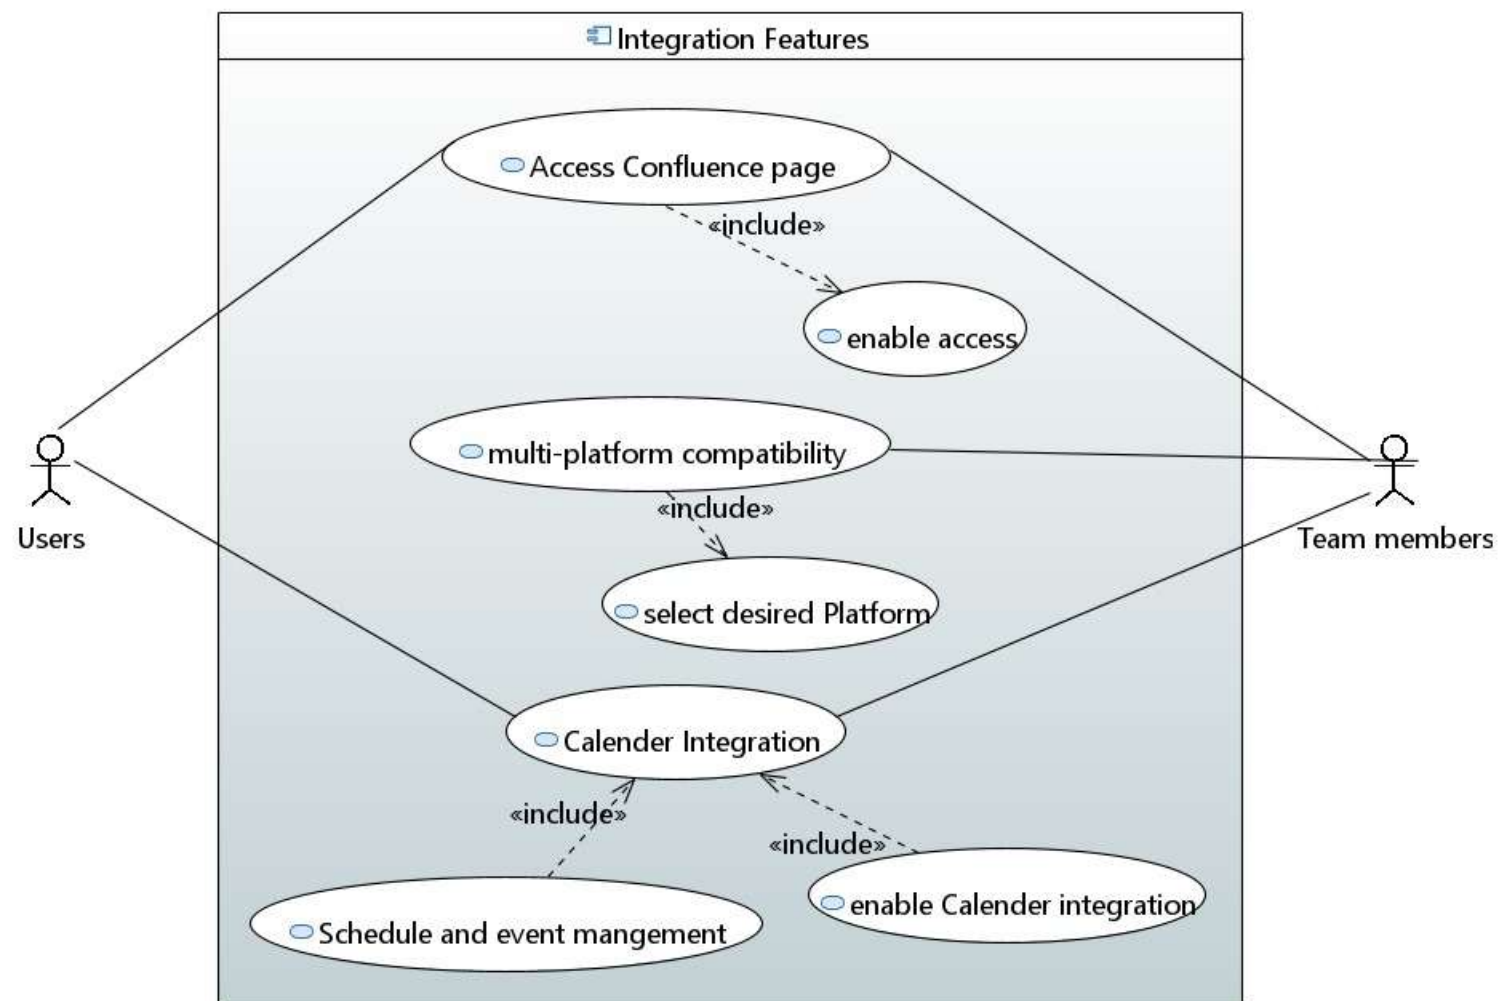 Integration Features
Access Confluence page
«include»
enable access
multi-platform compatibility
«include»
Users
Team members
select desired Platform
Calender Integration
«include»
«include»
enable Calender integration
Schedule and event mangement